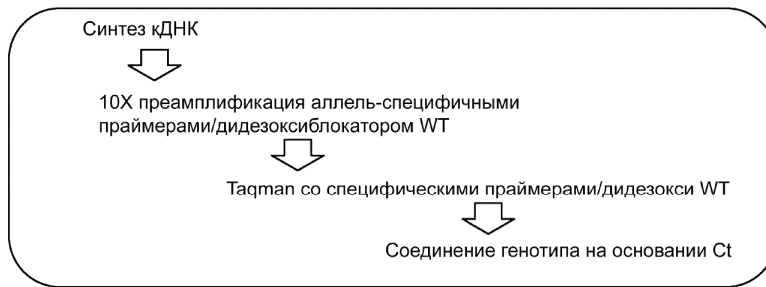 Синтез кДНК
10X преамплификация аллель-специфичными
праймерами/дидезоксиблокатором WT
Taqman со специфическими праймерами/дидезокси WT
Соединение генотипа на основании Ct